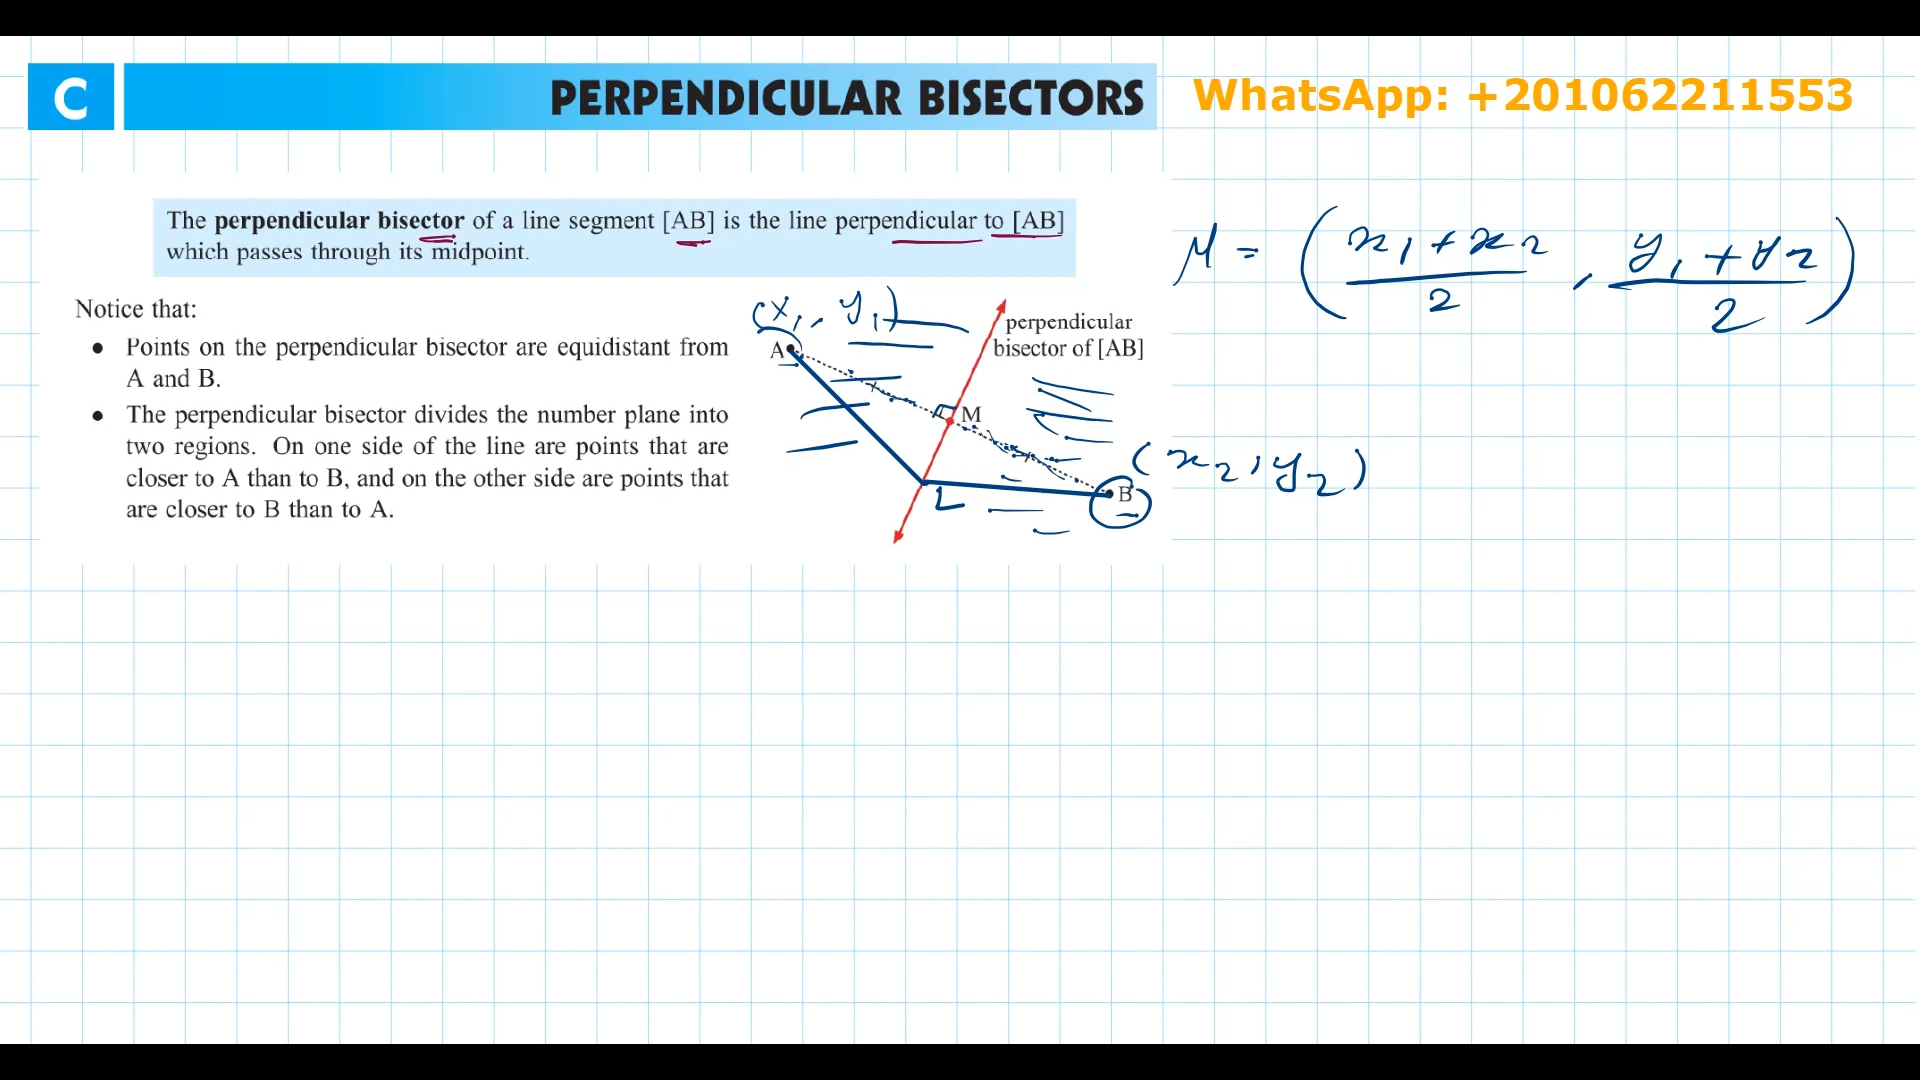 C
PERPENDICULAR BISECTORS
WhatsApp: +201062211553
The perpendicular bisector of a line segment [AB] is the line perpendicular to [AB]
which passes through its midpoint.
Notice that:
• Points on the perpendicular bisector are equidistant from
A and B.
• The perpendicular bisector divides the number plane into
two regions. On one side of the line are points that are
closer to A than to B, and on the other side are points that
are closer to B than to A.
(x₁, y₁)
A
perpendicular
bisector of [AB]
M
B
L
(x₂, y₂)
M = (x₁ + x₂ / 2, y₁ + y₂ / 2)